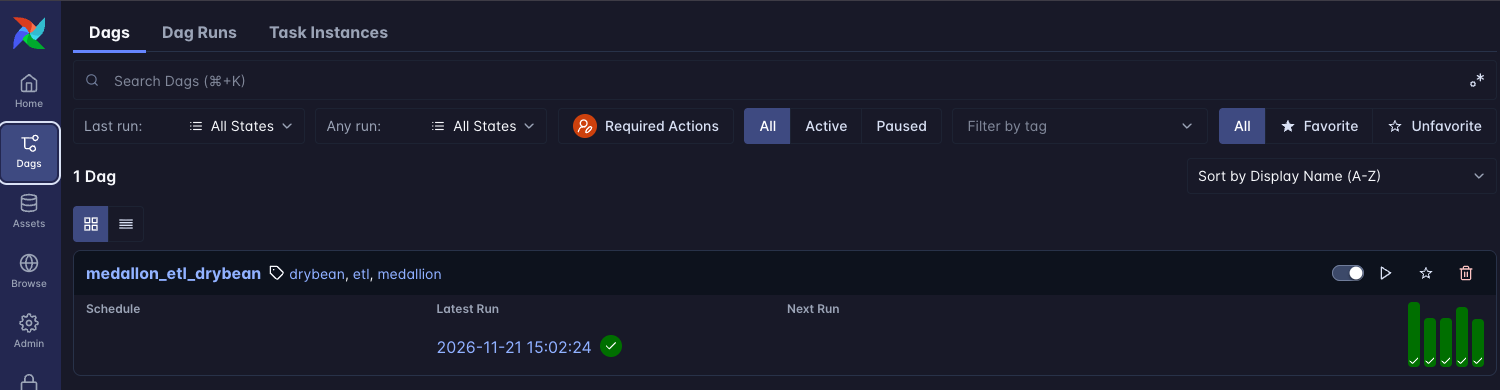 Dags Dag Runs Task Instances
Search Dags (⌘+K)
.*
Home
Last run: All States Any run: All States Required Actions All Active Paused Filter by tag All Favorite Unfavorite
Dags
1 Dag Sort by Display Name (A-Z)
Assets
medallon_etl_drybean drybean, etl, medallion
Browse
Schedule Latest Run Next Run
Admin
2026-11-21 15:02:24